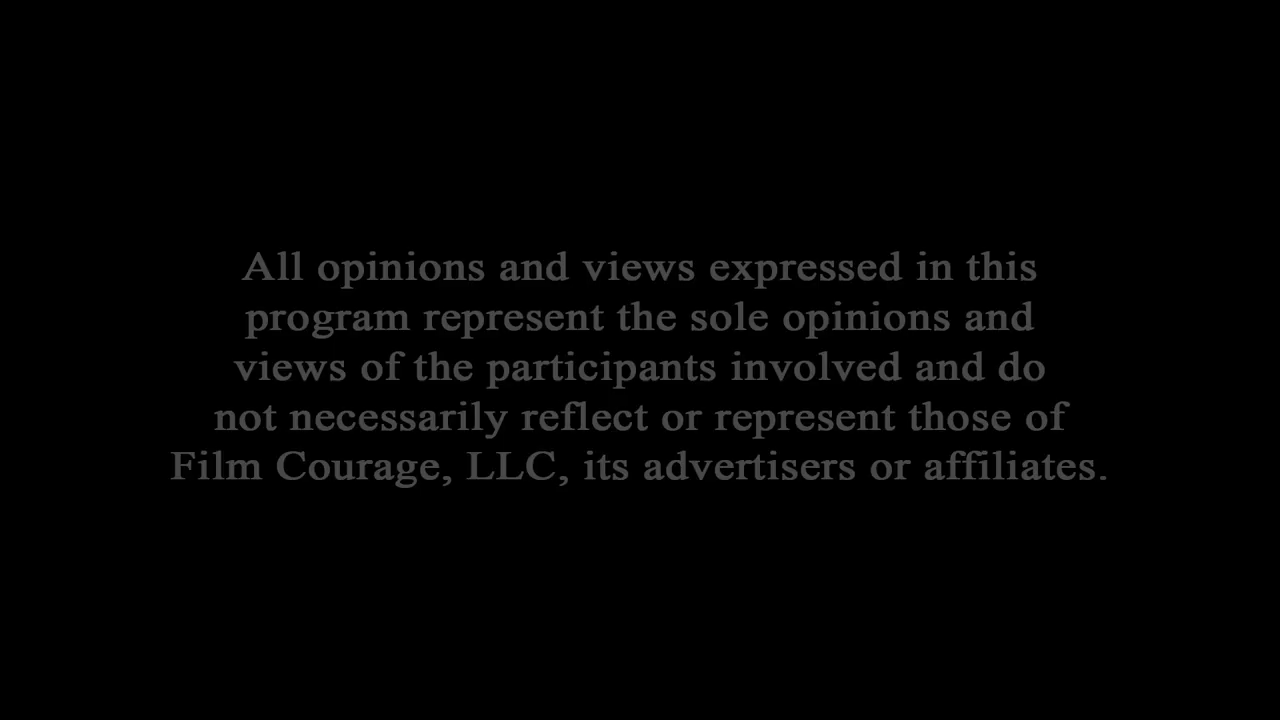 All opinions and views expressed in this
program represent the sole opinions and
views of the participants involved and do
not necessarily reflect or represent those of
Film Courage, LLC, its advertisers or affiliates.